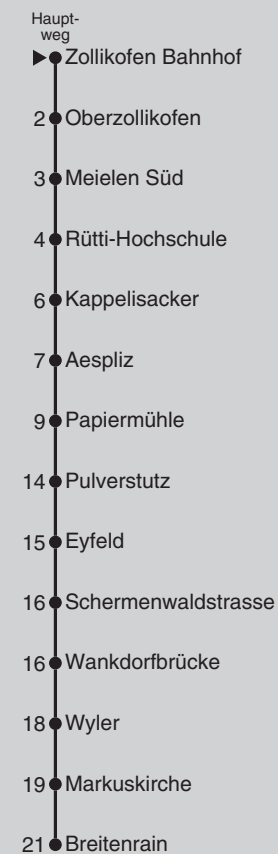 Haupt-
weg
Zollikofen Bahnhof
2 Oberzollikofen
3 Meielen Süd
4 Rütti-Hochschule
6 Kappelisacker
7 Aespliz
9 Papiermühle
14 Pulverstutz
15 Eyfeld
16 Schermenwaldstrasse
16 Wankdorfbrücke
18 Wyler
19 Markuskirche
21 Breitenrain